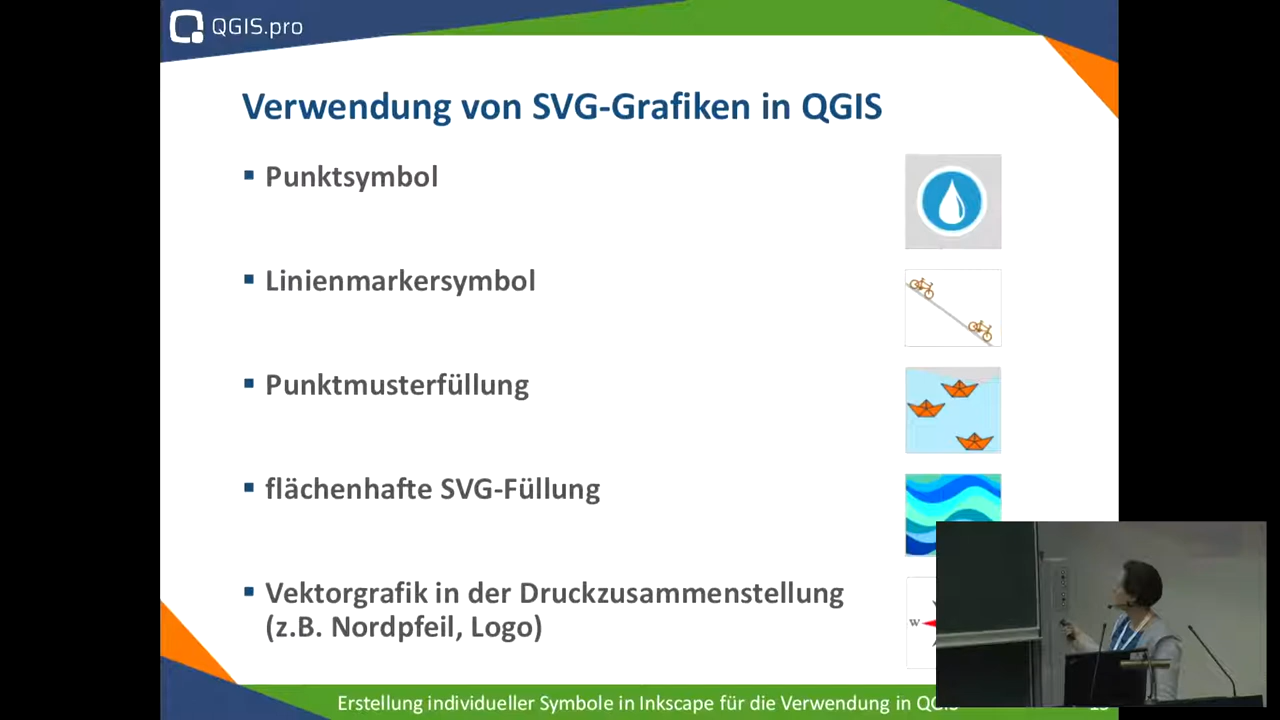 QGIS.pro
Verwendung von SVG-Grafiken in QGIS
▪ Punktsymbol
▪ Linienmarkersymbol
▪ Punktmusterfüllung
▪ flächenhafte SVG-Füllung
▪ Vektorgrafik in der Druckzusammenstellung
(z.B. Nordpfeil, Logo)
W
Erstellung individueller Symbole in Inkscape für die Verwendung in